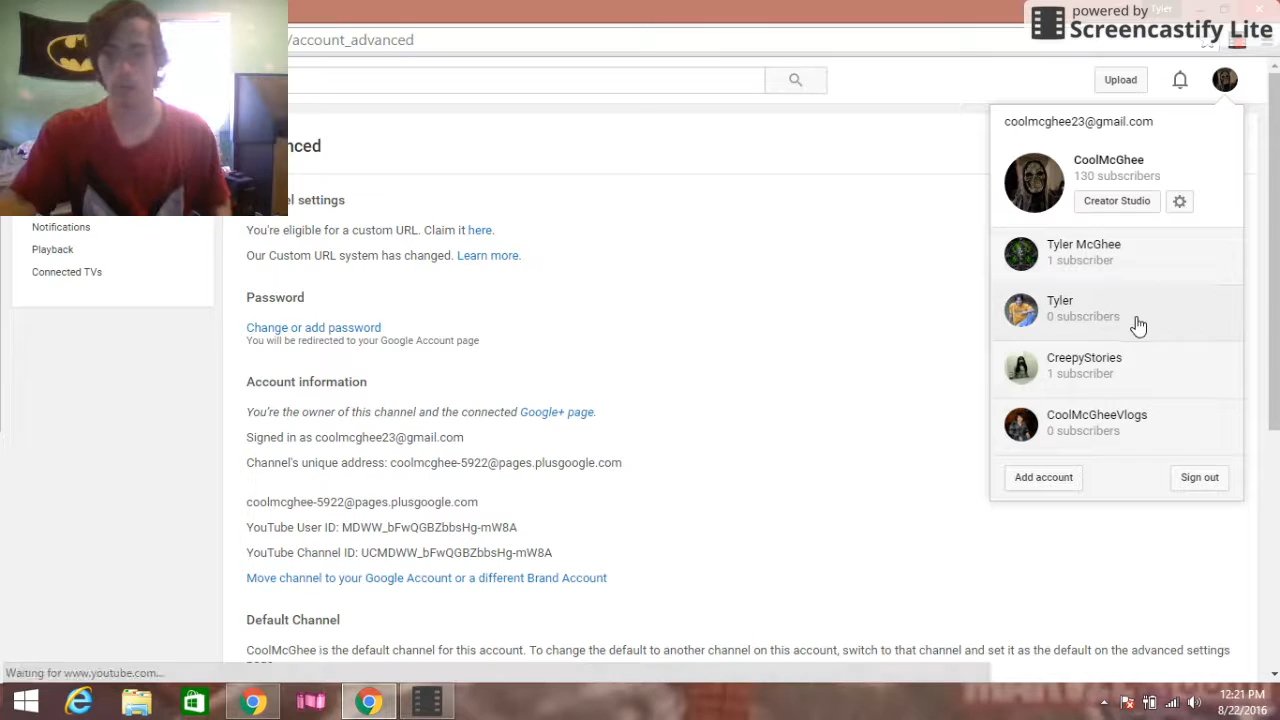 powered by
Screencastify Lite
Tyler
/account_advanced
Upload
coolmcghee23@gmail.com
CoolMcGhee
130 subscribers
Creator Studio
Tyler McGhee
1 subscriber
Tyler
0 subscribers
CreepyStories
1 subscriber
CoolMcGheeVlogs
0 subscribers
Add account
Sign out
Notifications
Playback
Connected TVs
nced
el settings
You're eligible for a custom URL. Claim it here.
Our Custom URL system has changed. Learn more.
Password
Change or add password
You will be redirected to your Google Account page
Account information
You're the owner of this channel and the connected Google+ page.
Signed in as coolmcghee23@gmail.com
Channel's unique address: coolmcghee-5922@pages.plusgoogle.com
coolmcghee-5922@pages.plusgoogle.com
YouTube User ID: MDWW_bFwQGBZbbsHg-mW8A
YouTube Channel ID: UCMDWW_bFwQGBZbbsHg-mW8A
Move channel to your Google Account or a different Brand Account
Default Channel
CoolMcGhee is the default channel for this account. To change the default to another channel on this account, switch to that channel and set it as the default on the advanced settings
Waiting for www.youtube.com...
12:21 PM
8/22/2016